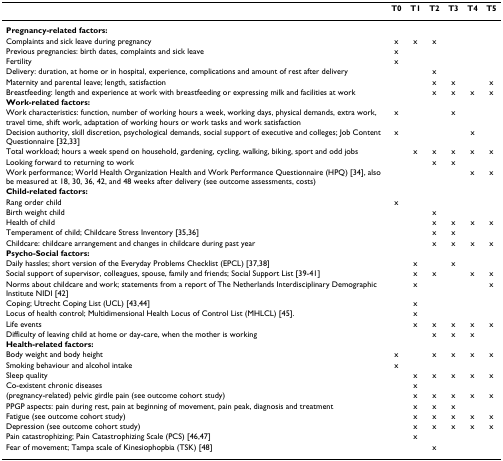 T0 T1 T2 T3 T4 T5
Pregnancy-related factors:
Complaints and sick leave during pregnancy x x x
Previous pregnancies: birth dates, complaints and sick leave x
Fertility x
Delivery: duration, at home or in hospital, experience, complications and amount of rest after delivery x
Maternity and parental leave; length, satisfaction x x x
Breastfeeding: length and experience at work with breastfeeding or expressing milk and facilities at work x x x x
Work-related factors:
Work characteristics: function, number of working hours a week, working days, physical demands, extra work, x x
travel time, shift work, adaptation of working hours or work tasks and work satisfaction
Decision authority, skill discretion, psychological demands, social support of executive and colleges; Job Content x x
Questionnaire [32,33]
Total workload; hours a week spend on household, gardening, cycling, walking, biking, sport and odd jobs x x x x x
Looking forward to returning to work x x
Work performance; World Health Organization Health and Work Performance Questionnaire (HPQ) [34], also x x
be measured at 18, 30, 36, 42, and 48 weeks after delivery (see outcome assessments, costs)
Child-related factors:
Rang order child x
Birth weight child x
Health of child x x x x
Temperament of child; Childcare Stress Inventory [35,36] x x
Childcare: childcare arrangement and changes in childcare during past year x x x x
Psycho-Social factors:
Daily hassles; short version of the Everyday Problems Checklist (EPCL) [37,38] x x
Social support of supervisor, colleagues, spouse, family and friends; Social Support List [39-41] x x x x
Norms about childcare and work; statements from a report of The Netherlands Interdisciplinary Demographic x x
Institute NIDI [42]
Coping; Utrecht Coping List (UCL) [43,44] x
Locus of health control; Multidimensional Health Locus of Control List (MHLCL) [45]. x
Life events x x x x x
Difficulty of leaving child at home or day-care, when the mother is working x x x
Health-related factors:
Body weight and body height x x x x x
Smoking behaviour and alcohol intake x
Sleep quality x x x x x
Co-existent chronic diseases x
(pregnancy-related) pelvic girdle pain (see outcome cohort study) x x x x x
PPGP aspects: pain during rest, pain at beginning of movement, pain peak, diagnosis and treatment x x x
Fatigue (see outcome cohort study) x x x x x
Depression (see outcome cohort study) x x x x x
Pain catastrophizing; Pain Catastrophizing Scale (PCS) [46,47] x
Fear of movement; Tampa scale of Kinesiophopbia (TSK) [48] x